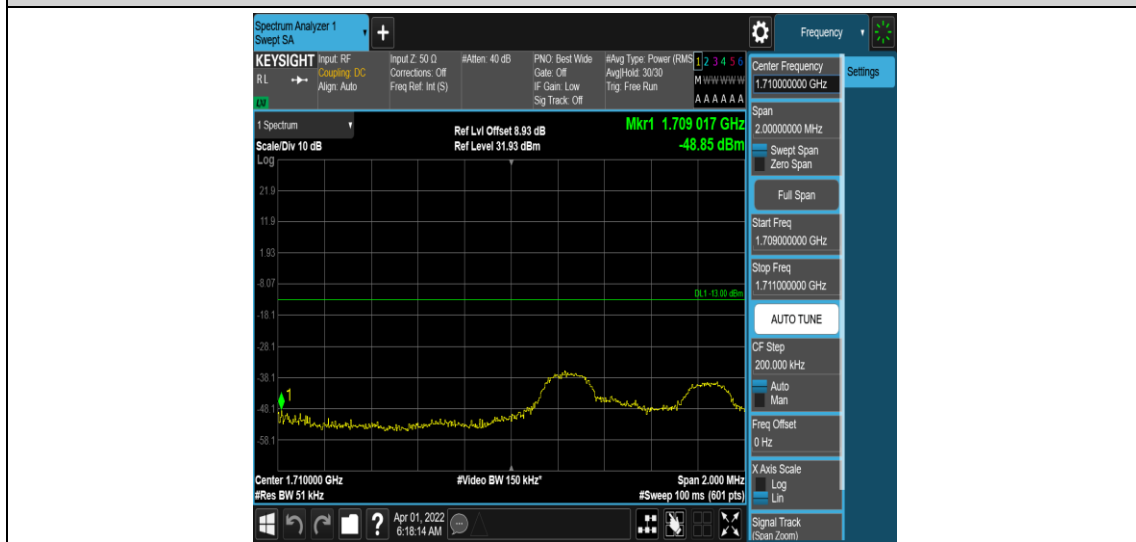 Spectrum Analyzer 1
Swept SA
+
Frequency
KEYSIGHT
RL
LXI
Input: RF
Coupling: DC
Align: Auto
Input Z: 50 Ω
Corrections: Off
Freq Ref: Int (S)
#Atten: 40 dB
PNO: Best Wide
Gate: Off
IF Gain: Low
Sig Track: Off
#Avg Type: Power (RMS
Avg|Hold: 30/30
Trig: Free Run
1 2 3 4 5 6
M W W W W W
A A A A A A
Center Frequency
1.710000000 GHz
Settings
Span
2.00000000 MHz
Swept Span
Zero Span
Full Span
Start Freq
1.709000000 GHz
Stop Freq
1.711000000 GHz
AUTO TUNE
CF Step
200.000 kHz
Auto
Man
Freq Offset
0 Hz
X Axis Scale
Log
Lin
Signal Track
(Span Zoom)
1 Spectrum
Scale/Div 10 dB
Log
Ref Lvl Offset 8.93 dB
Ref Level 31.93 dBm
Mkr1 1.709 017 GHz
-48.85 dBm
21.9
11.9
1.93
-8.07
DL1 -13.00 dBm
-18.1
-28.1
-38.1
1
-48.1
-58.1
Center 1.710000 GHz
#Video BW 150 kHz*
Span 2.000 MHz
#Res BW 51 kHz
#Sweep 100 ms (601 pts)
?
Apr 01, 2022
6:18:14 AM